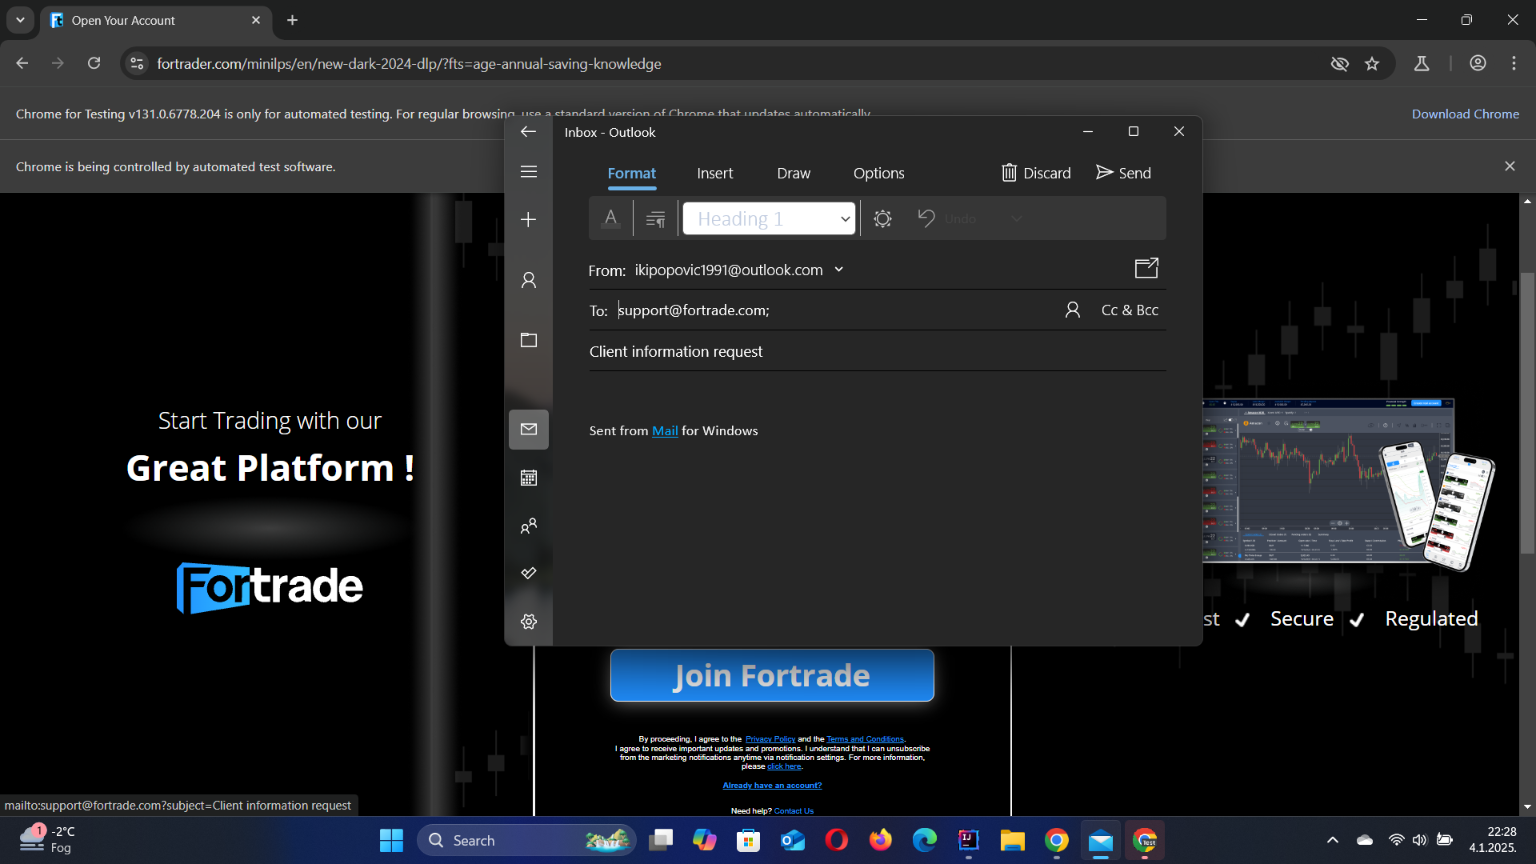 Open Your Account
fortrader.com/minilps/en/new-dark-2024-dlp/?fts=age-annual-saving-knowledge
Chrome for Testing v131.0.6778.204 is only for automated testing. For regular browsing, use a standard version of Chrome that updates automatically.
Download Chrome
Chrome is being controlled by automated test software.
Inbox - Outlook
Format Insert Draw Options Discard Send
Heading 1 Undo
From: ikipopovic1991@outlook.com
To: support@fortrade.com; Cc & Bcc
Client information request
Sent from Mail for Windows
Start Trading with our
Great Platform !
Fortrade
Secure Regulated
Join Fortrade
By proceeding, I agree to the Privacy Policy and the Terms and Conditions.
I agree to receive important updates and promotions. I understand that I can unsubscribe
from the marketing notifications anytime via notification settings. For more information,
please click here.
Already have an account?
Need help? Contact Us
mailto:support@fortrade.com?subject=Client information request
1
-2°C
Fog
Search
22:28
4.1.2025.